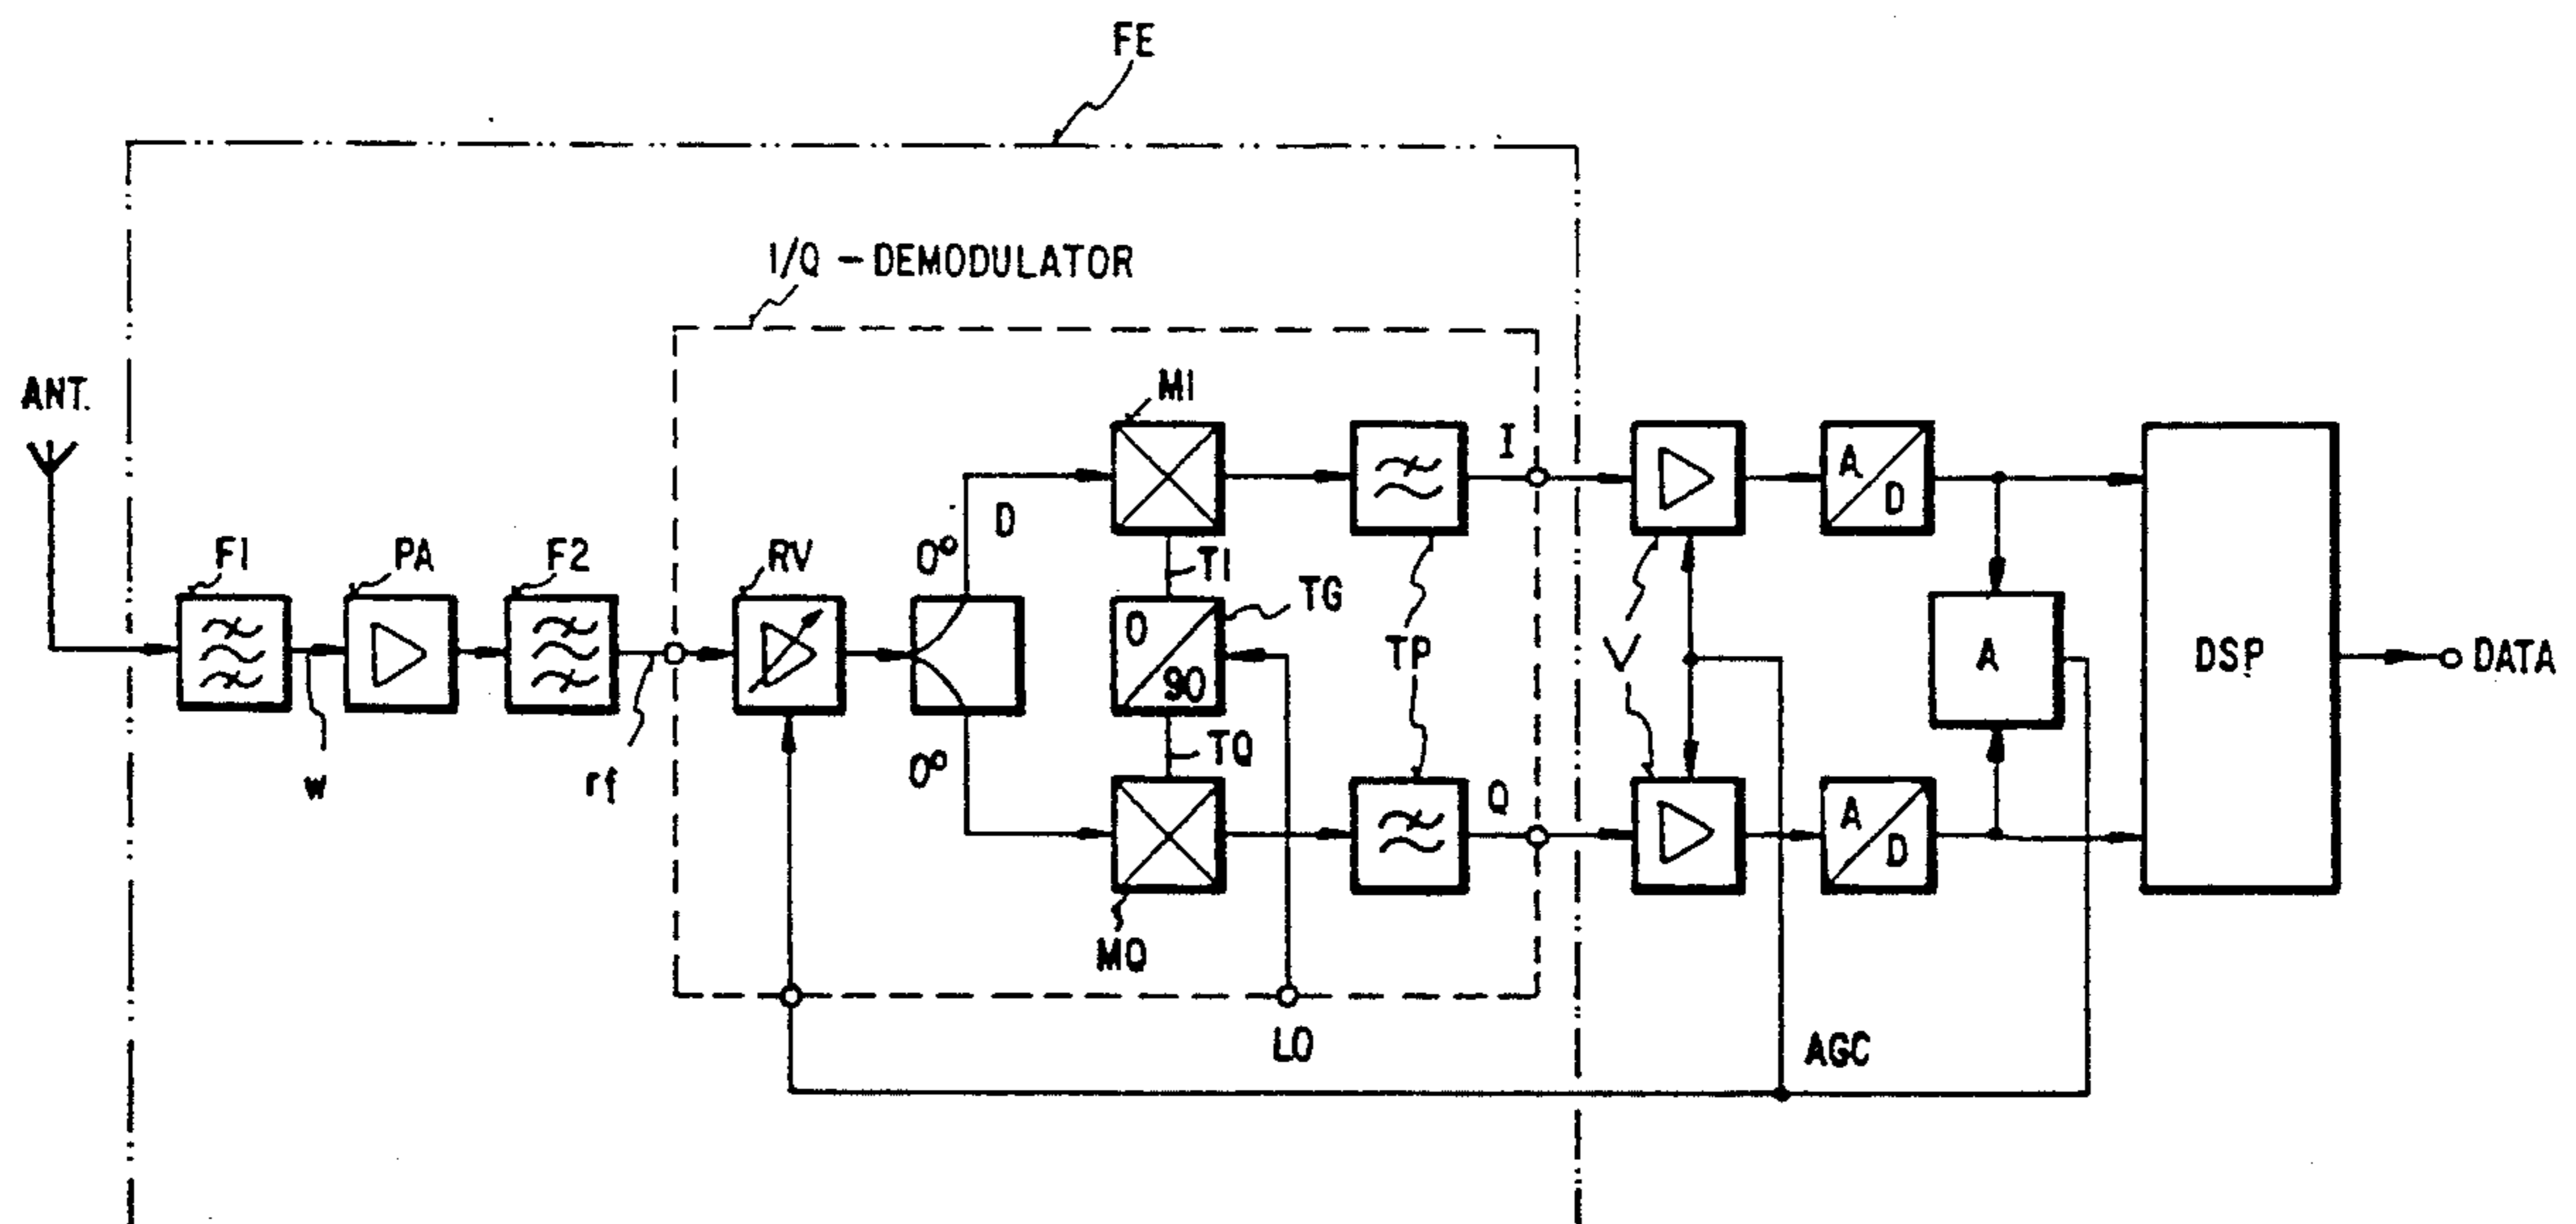 FE
I/Q - DEMODULATOR
ANT.
MI
I
A
D
D
0°
F1
PA
F2
RV
TI
TG
0
90
TP
V
A
DSP
DATA
w
rf
0°
TQ
Q
A
D
MQ
LO
AGC